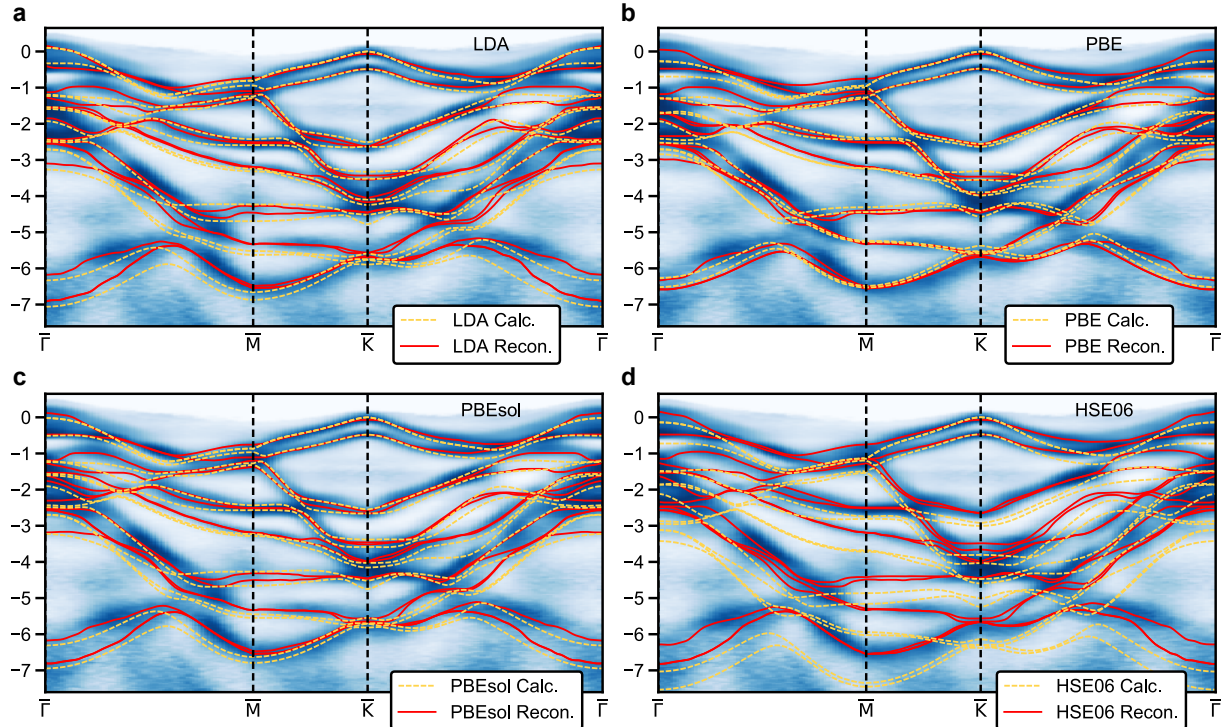 a
LDA
0
−1
−2
−3
−4
−5
−6
−7
LDA Calc.
LDA Recon.
Γ̅
M̅
K̅
Γ̅
b
PBE
0
−1
−2
−3
−4
−5
−6
−7
PBE Calc.
PBE Recon.
Γ̅
M̅
K̅
Γ̅
c
PBEsol
0
−1
−2
−3
−4
−5
−6
−7
PBEsol Calc.
PBEsol Recon.
Γ̅
M̅
K̅
Γ̅
d
HSE06
0
−1
−2
−3
−4
−5
−6
−7
HSE06 Calc.
HSE06 Recon.
Γ̅
M̅
K̅
Γ̅